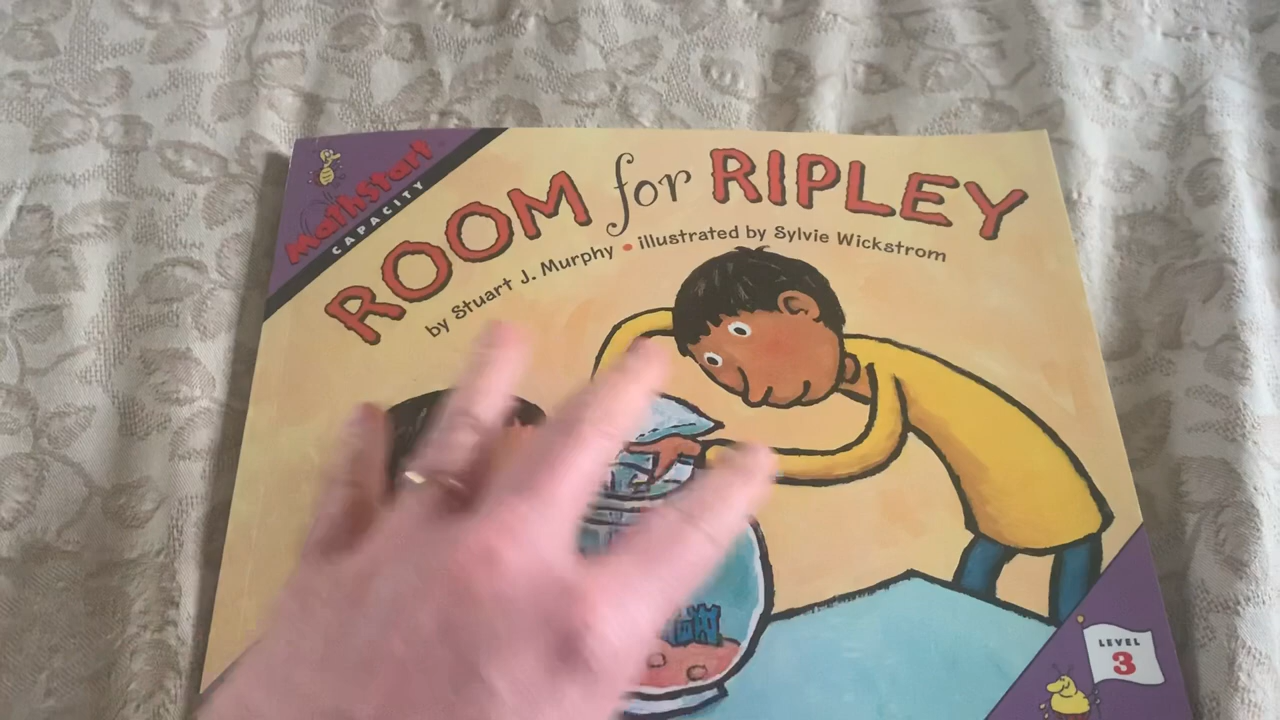 MathStart
CAPACITY
ROOM for RIPLEY
by Stuart J. Murphy • illustrated by Sylvie Wickstrom
LEVEL
3